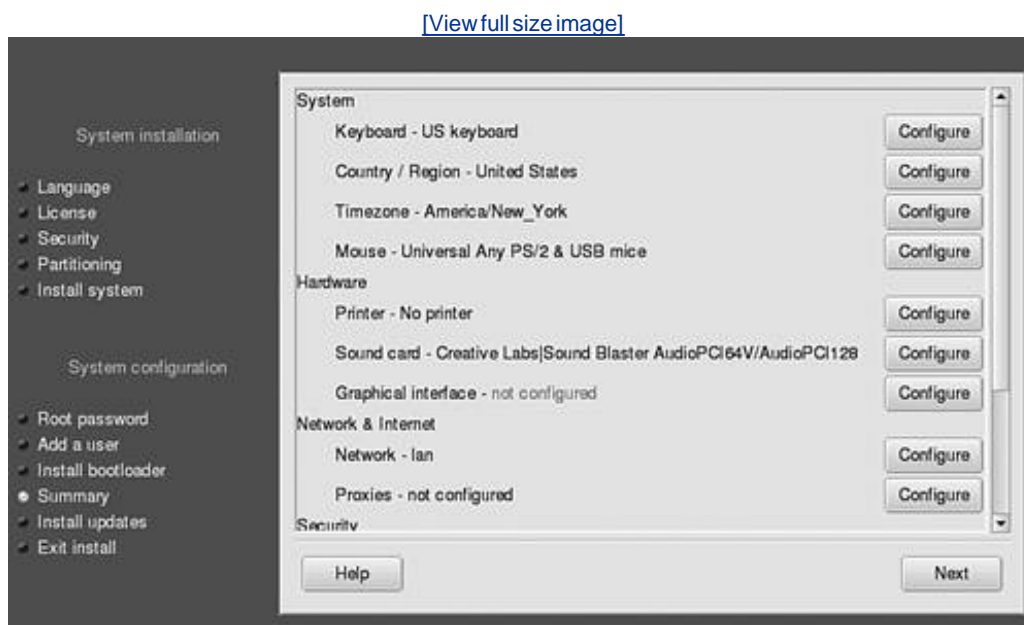 [View full size image]
System installation
Language
License
Security
Partitioning
Install system
System configuration
Root password
Add a user
Install bootloader
Summary
Install updates
Exit install
System
Keyboard - US keyboard
Configure
Country / Region - United States
Configure
Timezone - America/New_York
Configure
Mouse - Universal Any PS/2 & USB mice
Configure
Hardware
Printer - No printer
Configure
Sound card - Creative Labs|Sound Blaster AudioPCI64V/AudioPCI128
Configure
Graphical interface - not configured
Configure
Network & Internet
Network - lan
Configure
Proxies - not configured
Configure
Security
Help
Next